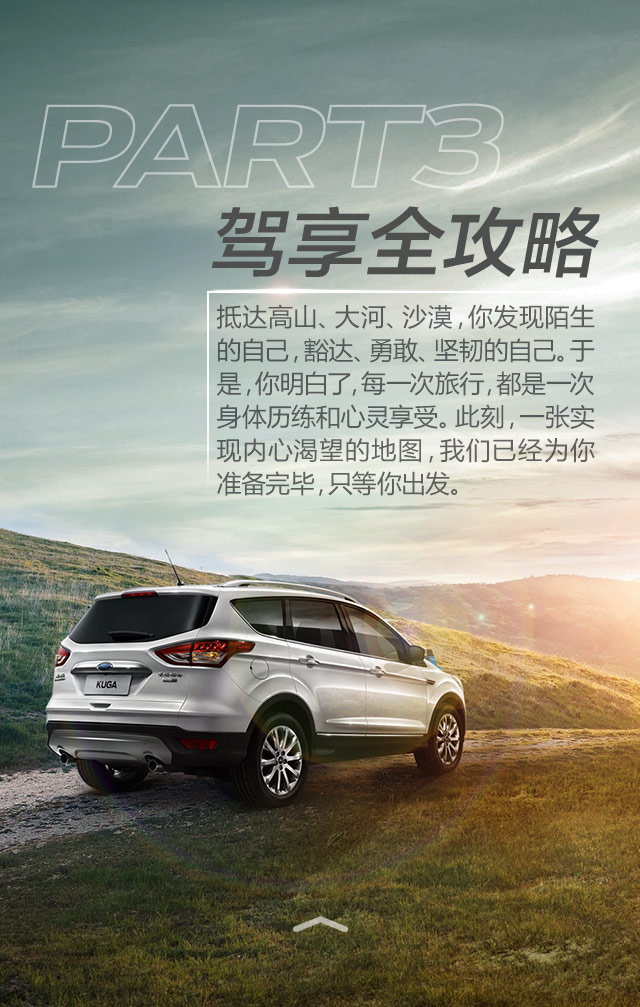 PART3
驾享全攻略
抵达高山、大河、沙漠,你发现陌生
的自己,豁达、勇敢、坚韧的自己。于
是,你明白了,每一次旅行,都是一次
身体历练和心灵享受。此刻,一张实
现内心渴望的地图,我们已经为你
准备完毕,只等你出发。
KUGA